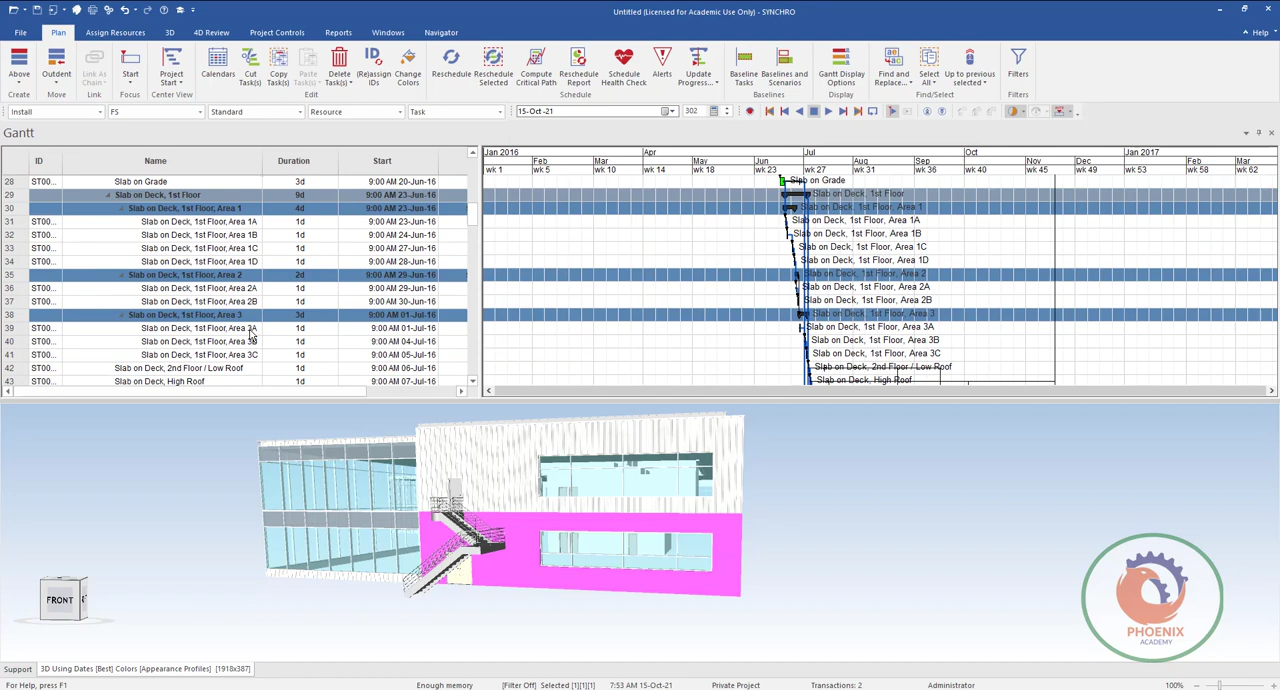 Untitled (Licensed for Academic Use Only) - SYNCHRO
File Plan Assign Resources 3D 4D Review Project Controls Reports Windows Navigator Help
Above Outdent Link As Chain Start Project Start Calendars Cut Task(s) Copy Task(s) Paste Task(s) Delete Task(s) (Re)Assign IDs Change Colors Reschedule Reschedule Selected Compute Critical Path Reschedule Report Schedule Health Check Alerts Update Progress... Baseline Tasks Baselines and Scenarios Gantt Display Options Find and Replace... Select All Up to previous selected Filters
Create Move Link Focus Center View Edit Schedule Baselines Display Find/Select Filters
Install FS Standard Resource Task 15-Oct -21 302
Gantt
ID Name Duration Start
Jan 2016 Apr Jul Oct Jan 2017
Feb Mar May Jun Aug Sep Nov Dec Feb Mar
wk 1 wk 5 wk 10 wk 14 wk 18 wk 23 wk 27 wk 31 wk 36 wk 40 wk 45 wk 49 wk 53 wk 58 wk 62
28 ST00... Slab on Grade 3d 9:00 AM 20-Jun-16 Slab on Grade
29 Slab on Deck, 1st Floor 9d 9:00 AM 23-Jun-16 Slab on Deck, 1st Floor
30 Slab on Deck, 1st Floor, Area 1 4d 9:00 AM 23-Jun-16 Slab on Deck, 1st Floor, Area 1
31 ST00... Slab on Deck, 1st Floor, Area 1A 1d 9:00 AM 23-Jun-16 Slab on Deck, 1st Floor, Area 1A
32 ST00... Slab on Deck, 1st Floor, Area 1B 1d 9:00 AM 24-Jun-16 Slab on Deck, 1st Floor, Area 1B
33 ST00... Slab on Deck, 1st Floor, Area 1C 1d 9:00 AM 27-Jun-16 Slab on Deck, 1st Floor, Area 1C
34 ST00... Slab on Deck, 1st Floor, Area 1D 1d 9:00 AM 28-Jun-16 Slab on Deck, 1st Floor, Area 1D
35 Slab on Deck, 1st Floor, Area 2 2d 9:00 AM 29-Jun-16 Slab on Deck, 1st Floor, Area 2
36 ST00... Slab on Deck, 1st Floor, Area 2A 1d 9:00 AM 29-Jun-16 Slab on Deck, 1st Floor, Area 2A
37 ST00... Slab on Deck, 1st Floor, Area 2B 1d 9:00 AM 30-Jun-16 Slab on Deck, 1st Floor, Area 2B
38 Slab on Deck, 1st Floor, Area 3 3d 9:00 AM 01-Jul-16 Slab on Deck, 1st Floor, Area 3
39 ST00... Slab on Deck, 1st Floor, Area 3A 1d 9:00 AM 01-Jul-16 Slab on Deck, 1st Floor, Area 3A
40 ST00... Slab on Deck, 1st Floor, Area 3B 1d 9:00 AM 04-Jul-16 Slab on Deck, 1st Floor, Area 3B
41 ST00... Slab on Deck, 1st Floor, Area 3C 1d 9:00 AM 05-Jul-16 Slab on Deck, 1st Floor, Area 3C
42 ST00... Slab on Deck, 2nd Floor / Low Roof 1d 9:00 AM 06-Jul-16 Slab on Deck, 2nd Floor / Low Roof
43 ST00... Slab on Deck, High Roof 1d 9:00 AM 07-Jul-16 Slab on Deck, High Roof
FRONT
PHOENIX
ACADEMY
Support 3D Using Dates [Best] Colors [Appearance Profiles] [1918x387]
For Help, press F1 Enough memory [Filter Off] Selected [1][1][1] 7:53 AM 15-Oct-21 Private Project Transactions: 2 Administrator 100%